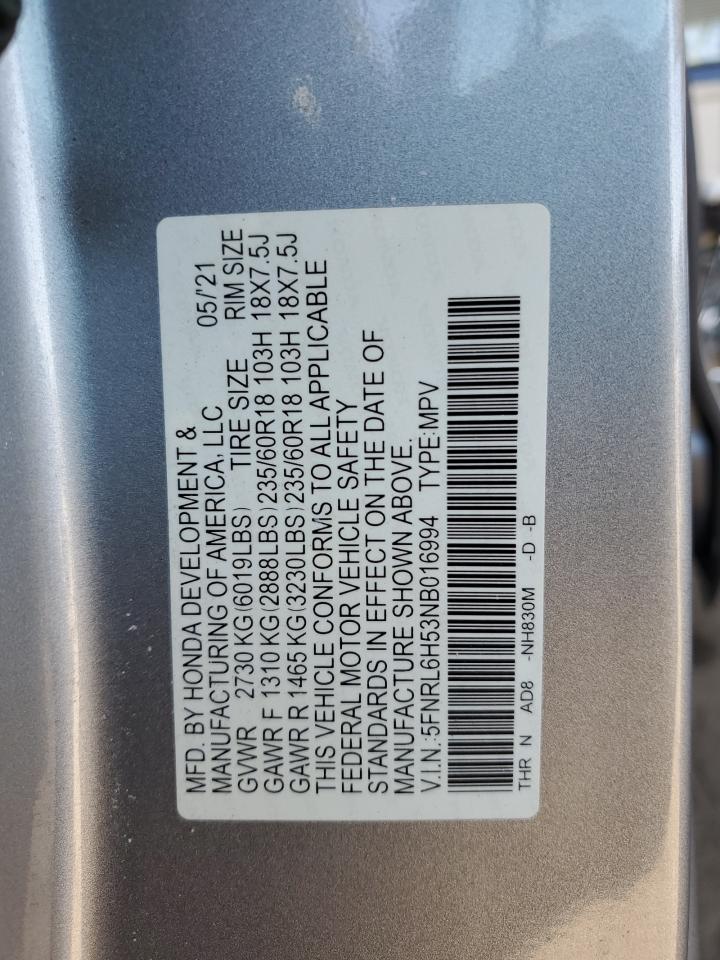 MFD. BY HONDA DEVELOPMENT &
MANUFACTURING OF AMERICA, LLC 05/'21
GVWR 2730 KG(6019LBS) TIRE SIZE RIM SIZE
GAWR F 1310 KG(2888LBS)235/60R18 103H 18X7.5J
GAWR R 1465 KG(3230LBS)235/60R18 103H 18X7.5J
THIS VEHICLE CONFORMS TO ALL APPLICABLE
FEDERAL MOTOR VEHICLE SAFETY
STANDARDS IN EFFECT ON THE DATE OF
MANUFACTURE SHOWN ABOVE.
V.I.N.:5FNRL6H53NB016994 TYPE:MPV
THR N AD8 -NH830M -D -B